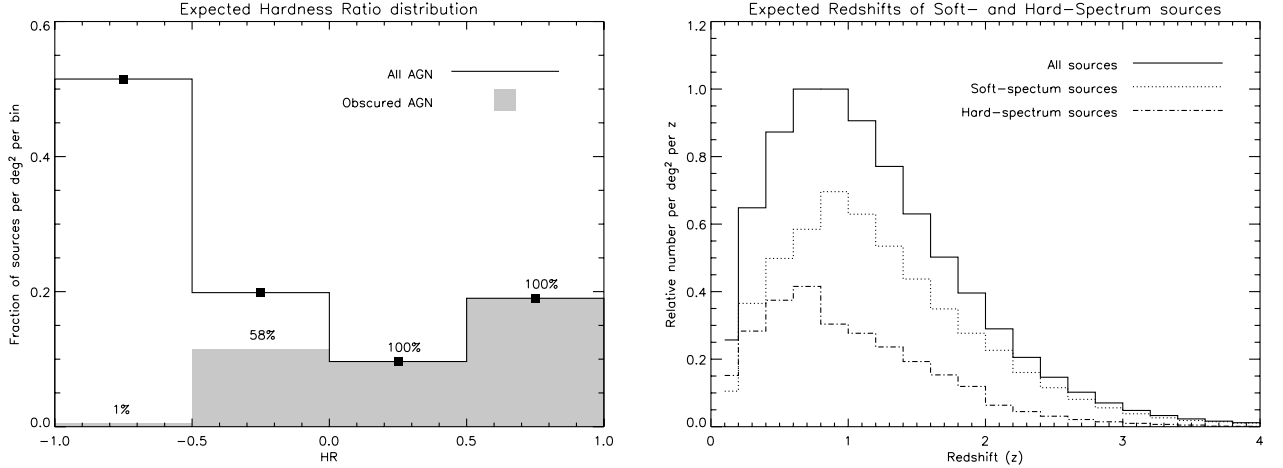 Expected Hardness Ratio distribution
0.6
0.4
0.2
0.0
Fraction of sources per deg² per bin
All AGN
Obscured AGN
1%
58%
100%
100%
−1.0 −0.5 0.0 0.5 1.0
HR
Expected Redshifts of Soft− and Hard−Spectrum sources
1.2
1.0
0.8
0.6
0.4
0.2
0.0
Relative number per deg² per z
All sources
Soft−spectum sources
Hard−spectrum sources
0 1 2 3 4
Redshift (z)